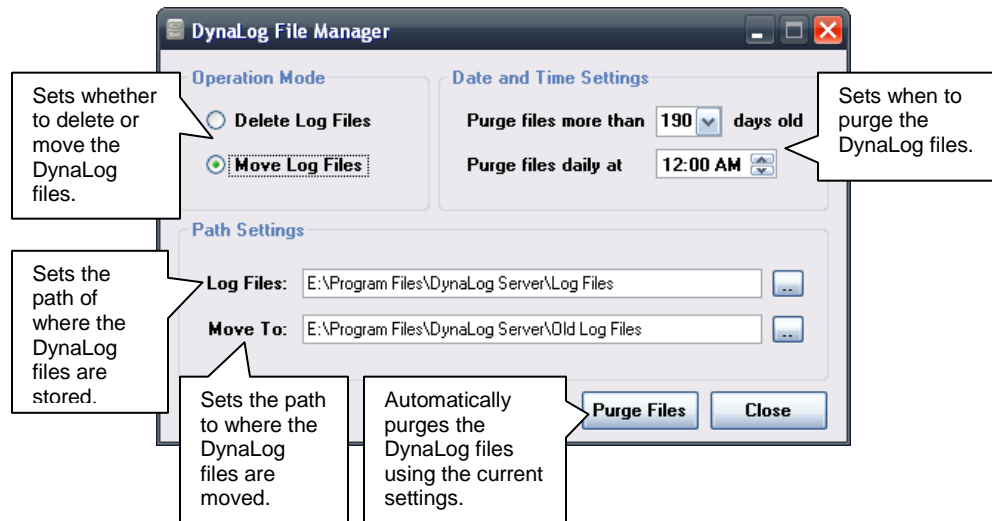 DynaLog File Manager
Operation Mode
Delete Log Files
Move Log Files
Date and Time Settings
Purge files more than 190 days old
Purge files daily at 12:00 AM
Sets whether
to delete or
move the
DynaLog
files.
Sets when to
purge the
DynaLog files.
Path Settings
Log Files: E:\Program Files\DynaLog Server\Log Files ..
Move To: E:\Program Files\DynaLog Server\Old Log Files ..
Sets the
path of
where the
DynaLog
files are
stored.
Sets the path
to where the
DynaLog
files are
moved.
Automatically
purges the
DynaLog files
using the current
settings.
Purge Files
Close